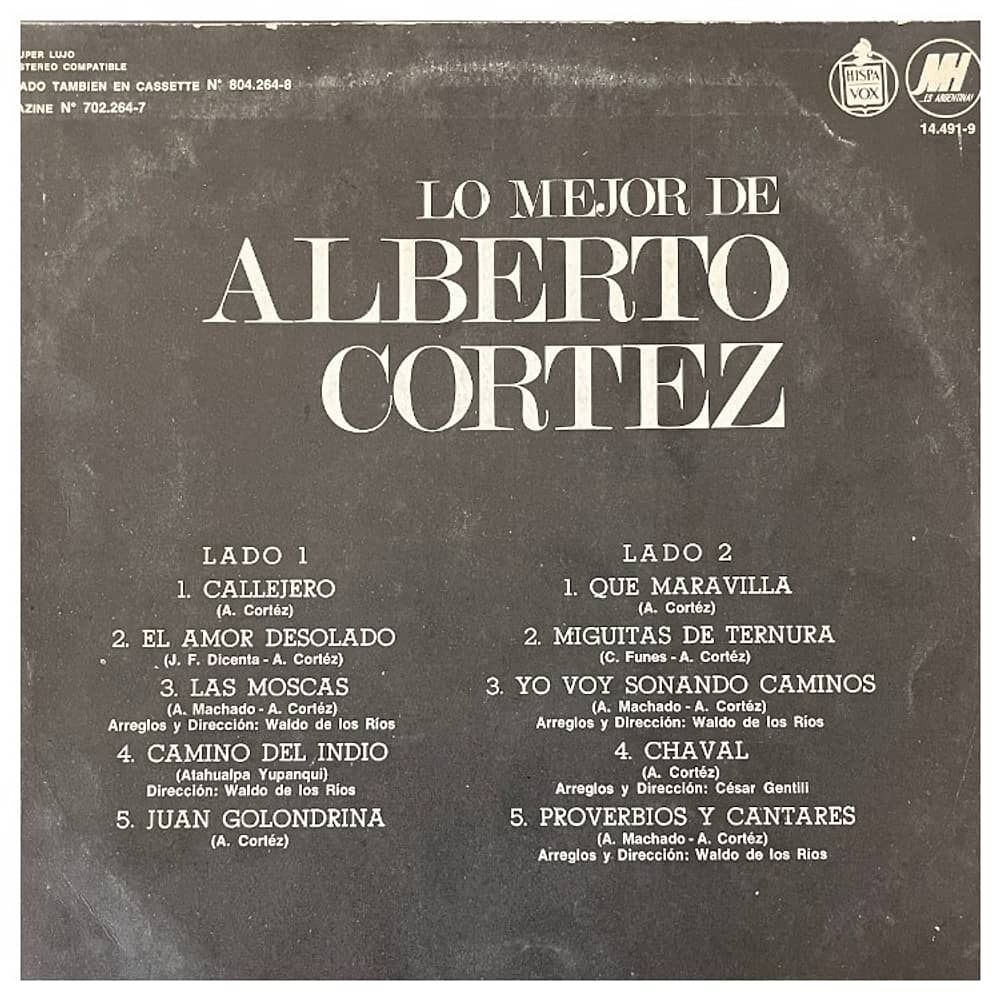 STEREO COMPATIBLE
TAMBIEN EN CASSETTE Nº 804.264-8
Nº 702.264-7
HISPA
VOX
MH
ES ARGENTINA!
14.491-9
LO MEJOR DE
ALBERTO
CORTEZ
LADO 1
1. CALLEJERO
(A. Cortéz)
2. EL AMOR DESOLADO
(J. F. Dicenta - A. Cortéz)
3. LAS MOSCAS
(A. Machado - A. Cortéz)
Arreglos y Dirección: Waldo de los Ríos
4. CAMINO DEL INDIO
(Atahualpa Yupanqui)
Dirección: Waldo de los Ríos
5. JUAN GOLONDRINA
(A. Cortéz)
LADO 2
1. QUE MARAVILLA
(A. Cortéz)
2. MIGUITAS DE TERNURA
(C. Funes - A. Cortéz)
3. YO VOY SONANDO CAMINOS
(A. Machado - A. Cortéz)
Arreglos y Dirección: Waldo de los Ríos
4. CHAVAL
(A. Cortéz)
Arreglos y Dirección: César Gentili
5. PROVERBIOS Y CANTARES
(A. Machado - A. Cortéz)
Arreglos y Dirección: Waldo de los Ríos